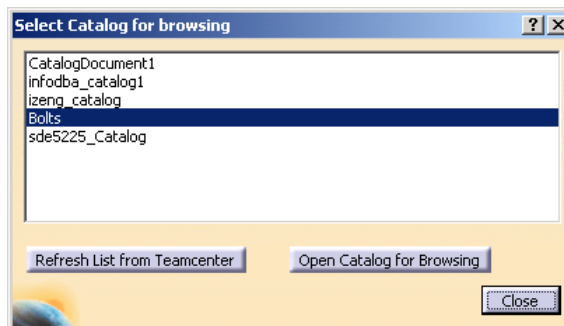 Select Catalog for browsing
CatalogDocument1
infodba_catalog1
izeng_catalog
Bolts
sde5225_Catalog
Refresh List from Teamcenter
Open Catalog for Browsing
Close